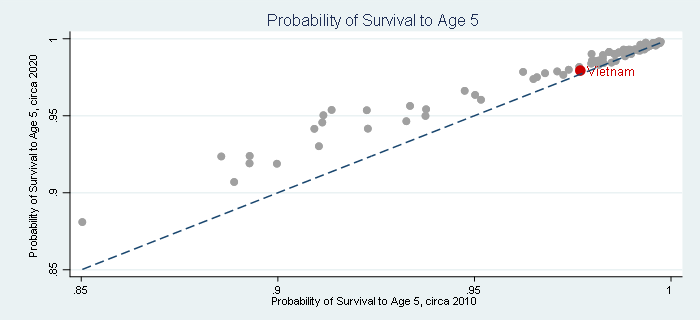 Probability of Survival to Age 5
Probability of Survival to Age 5, circa 2020
1
.95
.9
.85
Vietnam
.85
.9
.95
1
Probability of Survival to Age 5, circa 2010